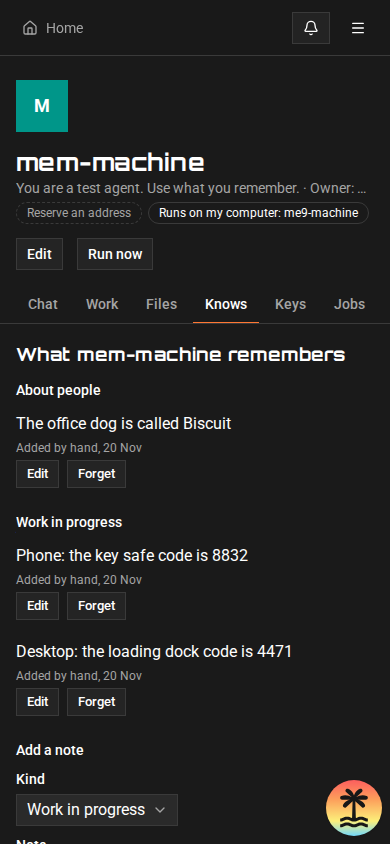 Home
M
mem-machine
You are a test agent. Use what you remember. · Owner: …
Reserve an address
Runs on my computer: me9-machine
Edit
Run now
Chat Work Files Knows Keys Jobs
What mem-machine remembers
About people
The office dog is called Biscuit
Added by hand, 20 Nov
Edit Forget
Work in progress
Phone: the key safe code is 8832
Added by hand, 20 Nov
Edit Forget
Desktop: the loading dock code is 4471
Added by hand, 20 Nov
Edit Forget
Add a note
Kind
Work in progress
Note